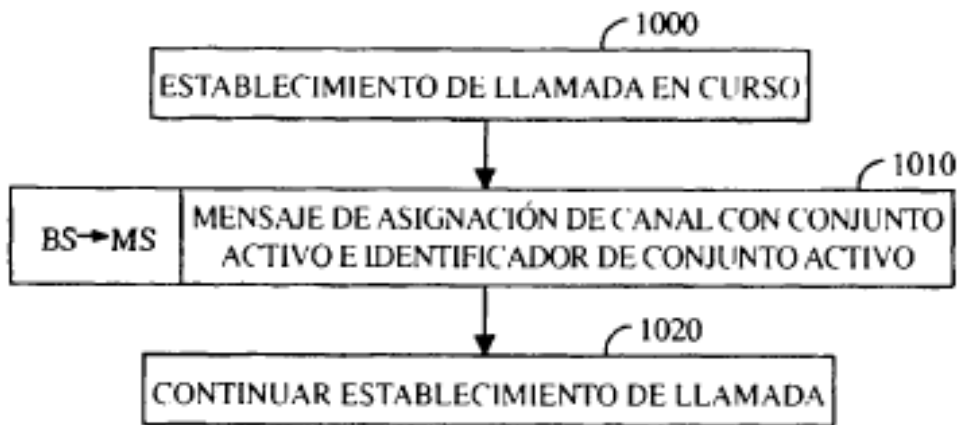 1000
ESTABLECIMIENTO DE LLAMADA EN CURSO
1010
BS→MS
MENSAJE DE ASIGNACIÓN DE CANAL CON CONJUNTO
ACTIVO E IDENTIFICADOR DE CONJUNTO ACTIVO
1020
CONTINUAR ESTABLECIMIENTO DE LLAMADA